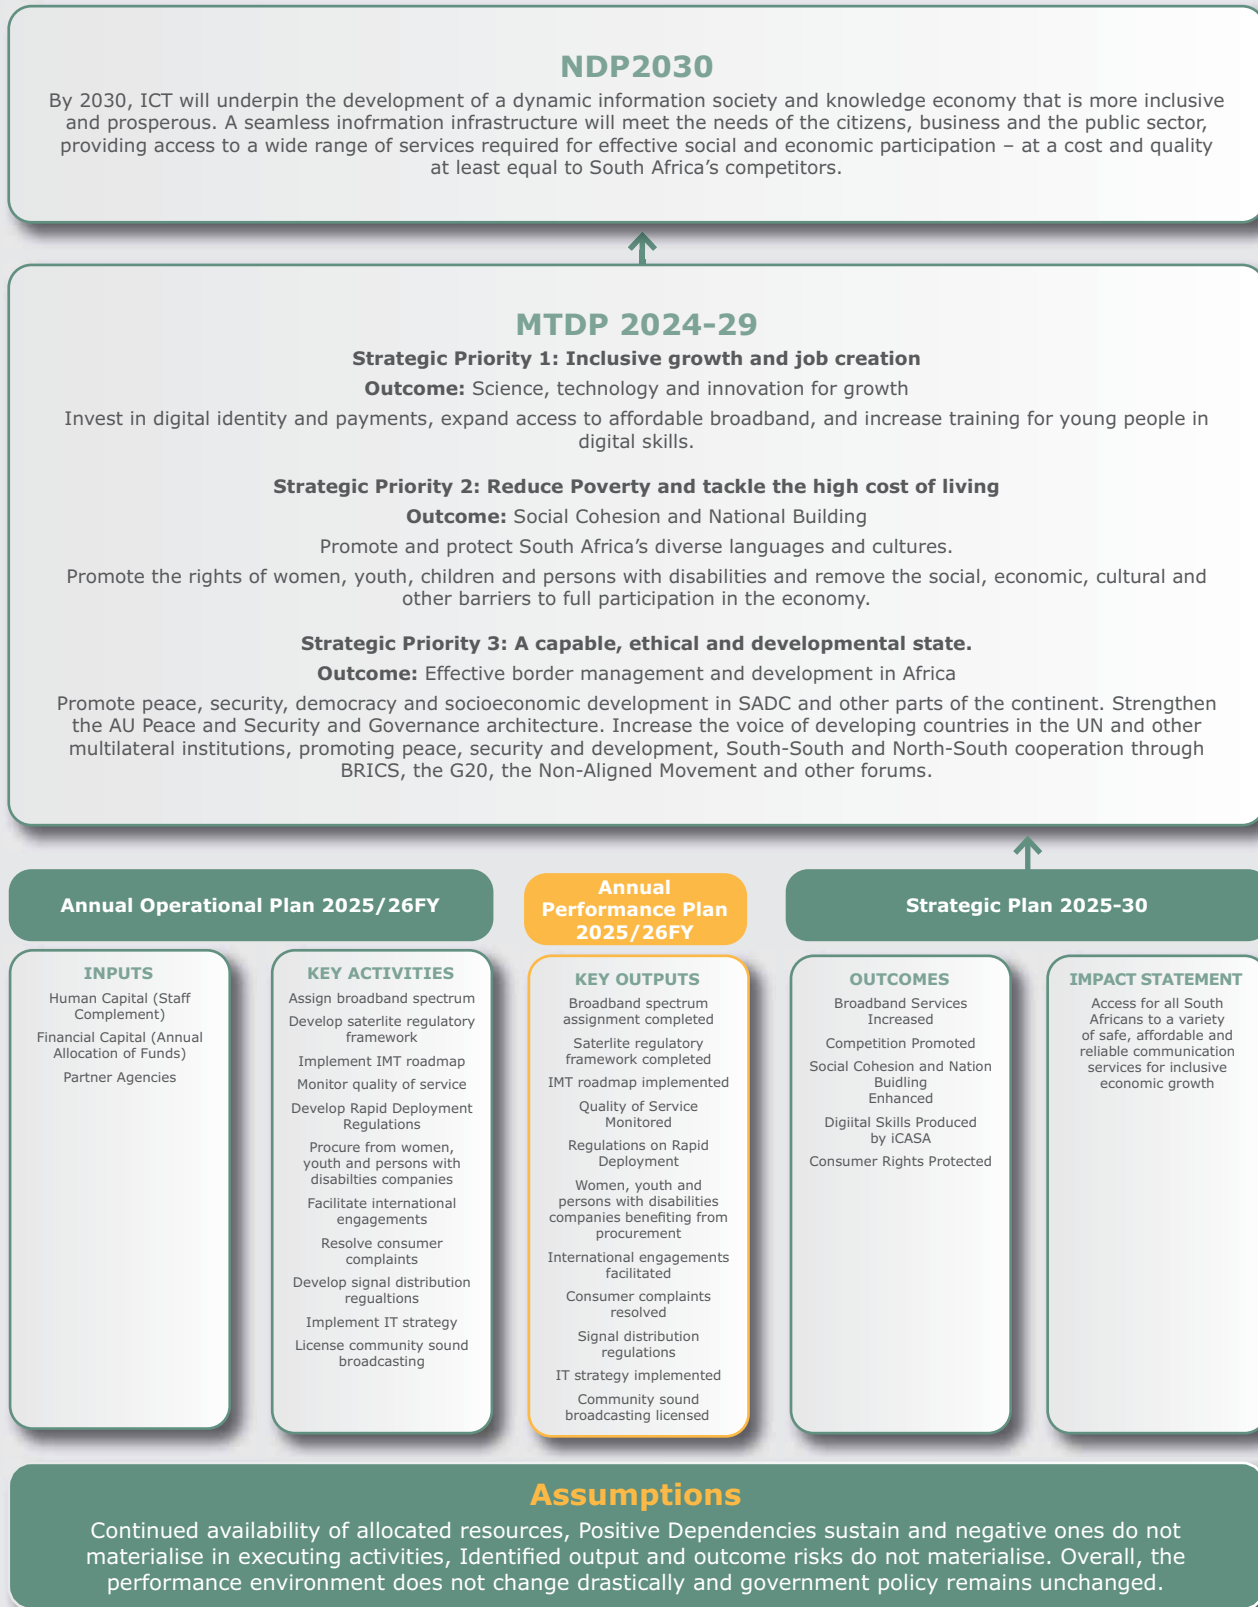 NDP2030
By 2030, ICT will underpin the development of a dynamic information society and knowledge economy that is more inclusive
and prosperous. A seamless inofrmation infrastructure will meet the needs of the citizens, business and the public sector,
providing access to a wide range of services required for effective social and economic participation – at a cost and quality
at least equal to South Africa’s competitors.
MTDP 2024-29
Strategic Priority 1: Inclusive growth and job creation
Outcome: Science, technology and innovation for growth
Invest in digital identity and payments, expand access to affordable broadband, and increase training for young people in
digital skills.
Strategic Priority 2: Reduce Poverty and tackle the high cost of living
Outcome: Social Cohesion and National Building
Promote and protect South Africa’s diverse languages and cultures.
Promote the rights of women, youth, children and persons with disabilities and remove the social, economic, cultural and
other barriers to full participation in the economy.
Strategic Priority 3: A capable, ethical and developmental state.
Outcome: Effective border management and development in Africa
Promote peace, security, democracy and socioeconomic development in SADC and other parts of the continent. Strengthen
the AU Peace and Security and Governance architecture. Increase the voice of developing countries in the UN and other
multilateral institutions, promoting peace, security and development, South-South and North-South cooperation through
BRICS, the G20, the Non-Aligned Movement and other forums.
Annual Operational Plan 2025/26FY
INPUTS
Human Capital (Staff
Complement)
Financial Capital (Annual
Allocation of Funds)
Partner Agencies
KEY ACTIVITIES
Assign broadband spectrum
Develop saterlite regulatory
framework
Implement IMT roadmap
Monitor quality of service
Develop Rapid Deployment
Regulations
Procure from women,
youth and persons with
disabilties companies
Facilitate international
engagements
Resolve consumer
complaints
Develop signal distribution
regualtions
Implement IT strategy
License community sound
broadcasting
Annual
Performance Plan
2025/26FY
KEY OUTPUTS
Broadband spectrum
assignment completed
Saterlite regulatory
framework completed
IMT roadmap implemented
Quality of Service
Monitored
Regulations on Rapid
Deployment
Women, youth and
persons with disabilities
companies benefiting from
procurement
International engagements
facilitated
Consumer complaints
resolved
Signal distribution
regulations
IT strategy implemented
Community sound
broadcasting licensed
Strategic Plan 2025-30
OUTCOMES
Broadband Services
Increased
Competition Promoted
Social Cohesion and Nation
Buidling
Enhanced
Digiital Skills Produced
by iCASA
Consumer Rights Protected
IMPACT STATEMENT
Access for all South
Africans to a variety
of safe, affordable and
reliable communication
services for inclusive
economic growth
Assumptions
Continued availability of allocated resources, Positive Dependencies sustain and negative ones do not
materialise in executing activities, Identified output and outcome risks do not materialise. Overall, the
performance environment does not change drastically and government policy remains unchanged.